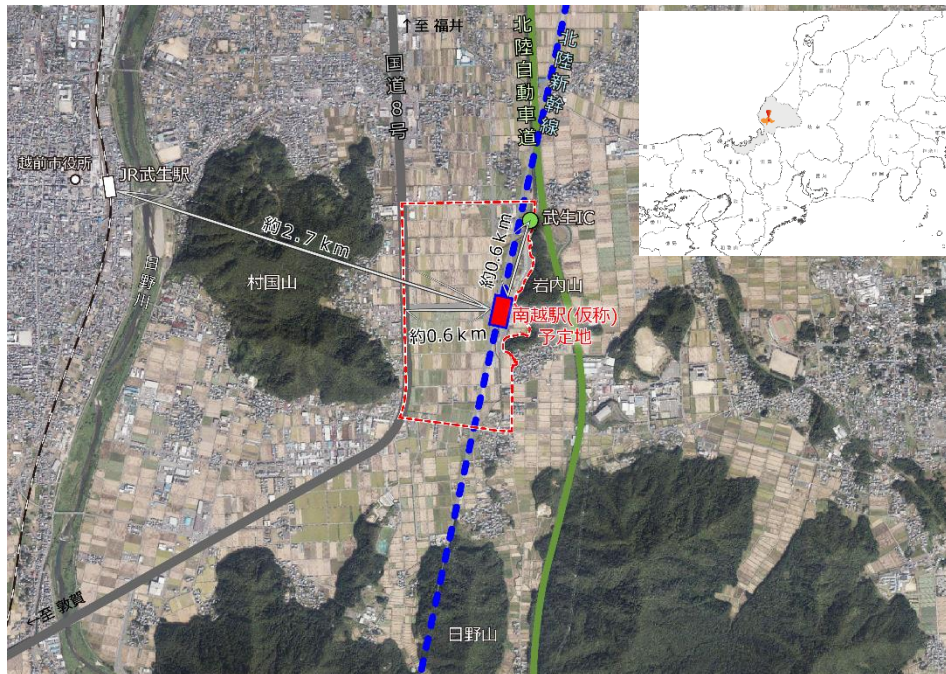 ↑至 福井
国道8号
北陸自動車道
北陸新幹線
越前市役所
JR武生駅
武生IC
約2.7km
約0.6km
日野川
村国山
岩内山
南越駅(仮称)
予定地
約0.6km
←至 敦賀
日野山